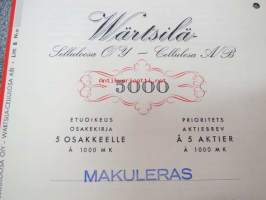 Wärtsilä-
Selluloosa O/Y — Cellulosa A/B
5000
ETUOIKEUS
OSAKEKIRJA
5 OSAKKEELLE
À 1000 MK
PRIORITETS
AKTIEBREV
Å 5 AKTIER
À 1000 MK
MAKULERAS